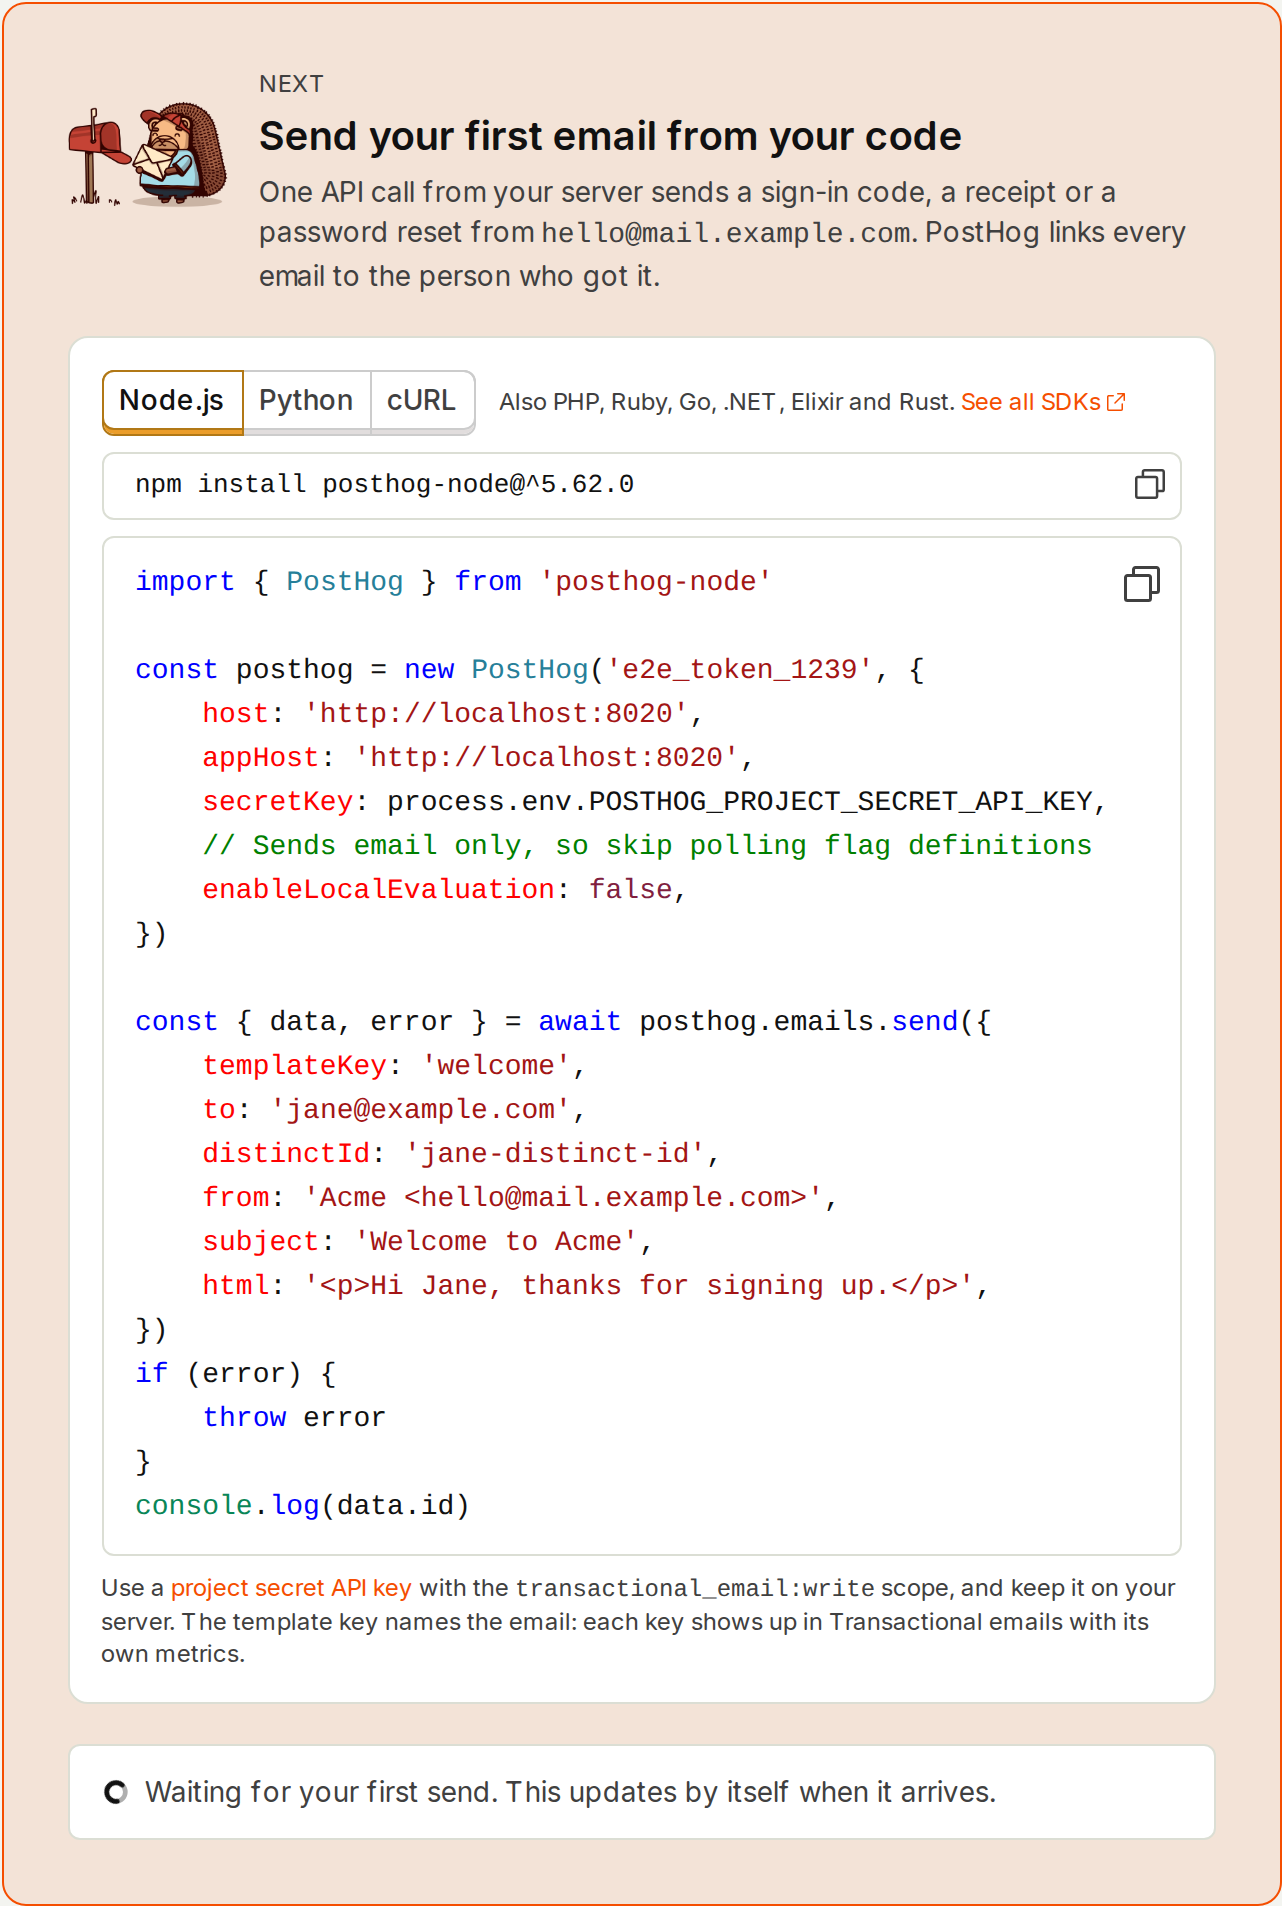 NEXT
Send your first email from your code
One API call from your server sends a sign-in code, a receipt or a
password reset from hello@mail.example.com. PostHog links every
email to the person who got it.
Node.js Python cURL Also PHP, Ruby, Go, .NET, Elixir and Rust. See all SDKs
npm install posthog-node@^5.62.0
import { PostHog } from 'posthog-node'
const posthog = new PostHog('e2e_token_1239', {
    host: 'http://localhost:8020',
    appHost: 'http://localhost:8020',
    secretKey: process.env.POSTHOG_PROJECT_SECRET_API_KEY,
    // Sends email only, so skip polling flag definitions
    enableLocalEvaluation: false,
})
const { data, error } = await posthog.emails.send({
    templateKey: 'welcome',
    to: 'jane@example.com',
    distinctId: 'jane-distinct-id',
    from: 'Acme <hello@mail.example.com>',
    subject: 'Welcome to Acme',
    html: '<p>Hi Jane, thanks for signing up.</p>',
})
if (error) {
    throw error
}
console.log(data.id)
Use a project secret API key with the transactional_email:write scope, and keep it on your
server. The template key names the email: each key shows up in Transactional emails with its
own metrics.
Waiting for your first send. This updates by itself when it arrives.